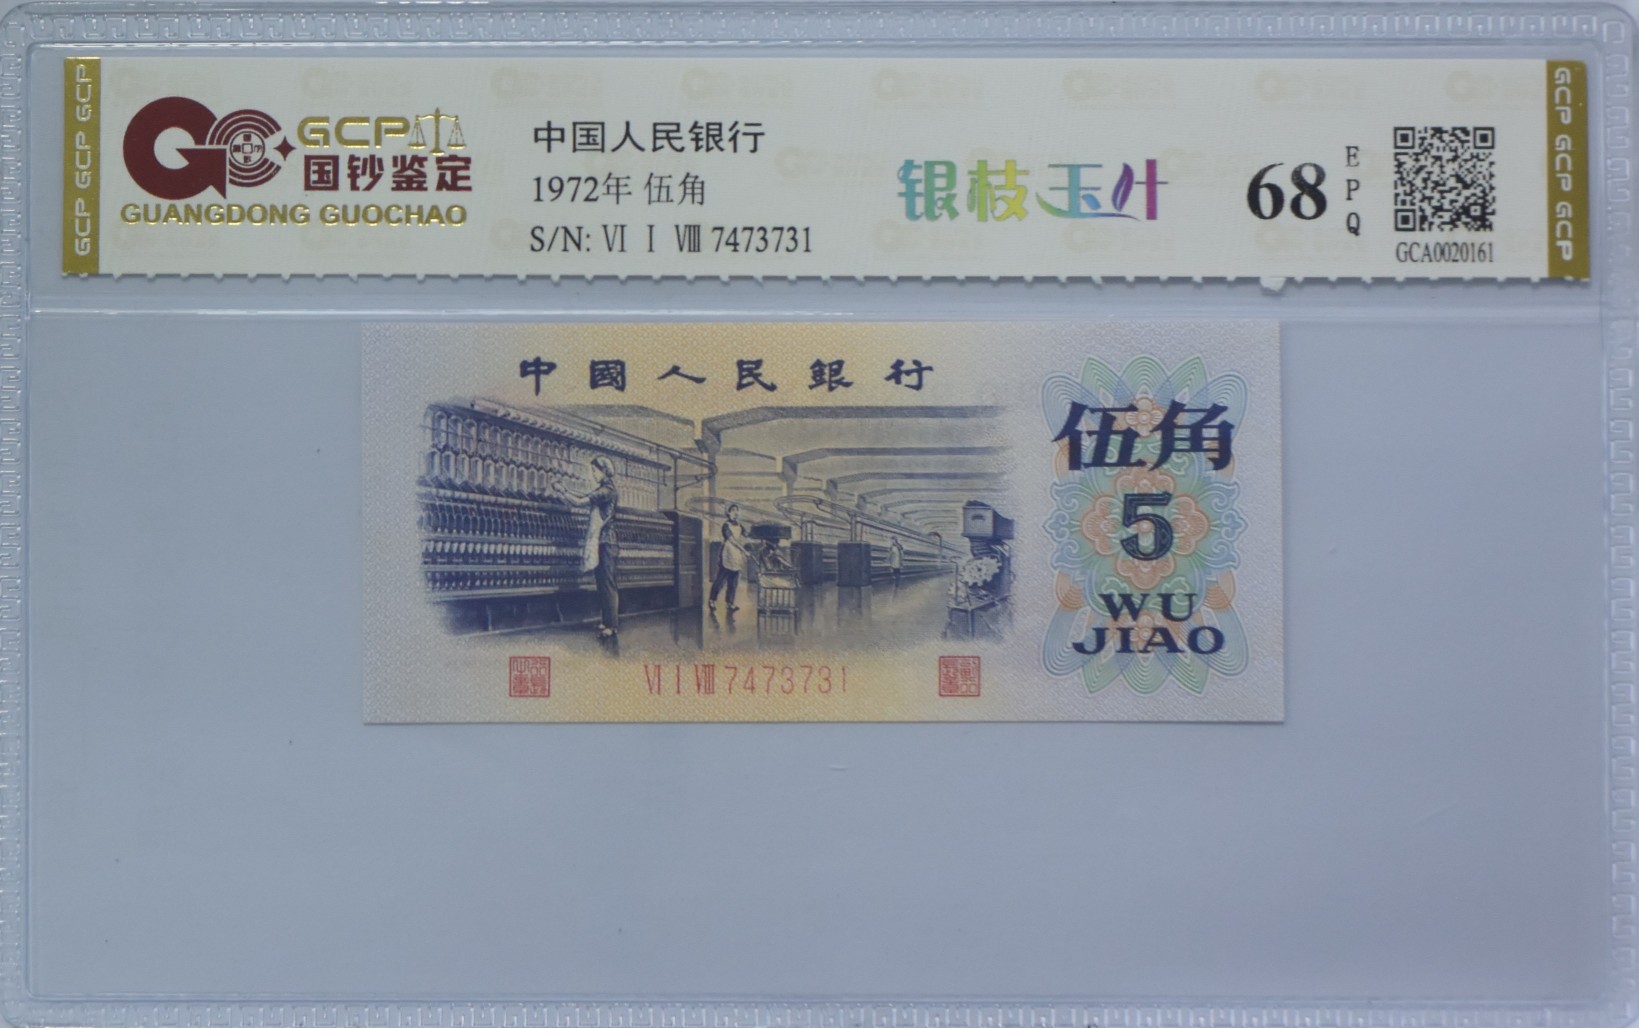 GCP GCP GCP
GCP
国钞鉴定
GUANGDONG GUOCHAO
中国人民银行
1972年 伍角
S/N: Ⅵ Ⅰ Ⅷ 7473731
银枝玉叶
68
EPQ
GCA0020161
GCP GCP GCP GCP
中國人民銀行
伍角
5
WU
JIAO
Ⅵ Ⅰ Ⅷ 7473731